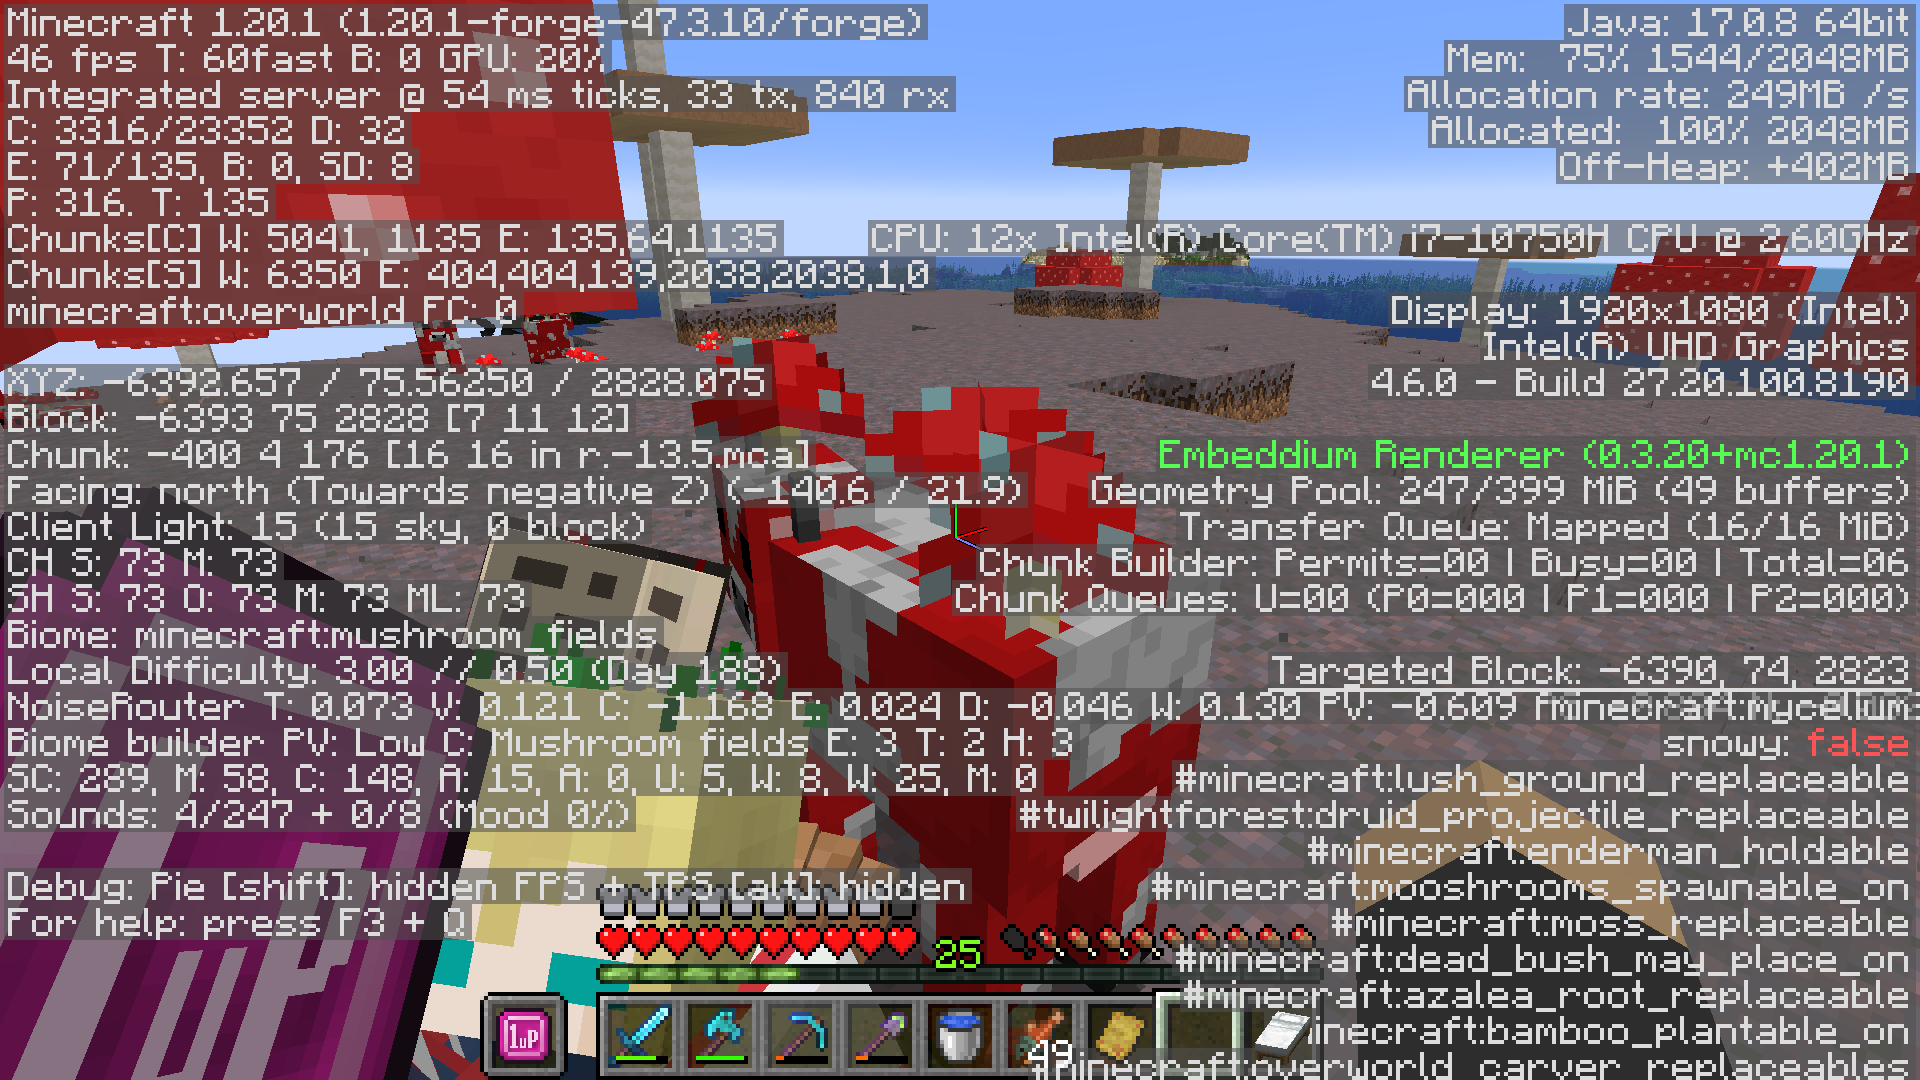 Minecraft 1.20.1 (1.20.1-forge-47.3.10/forge)
46 fps T: 60fast B: 0 GPU: 20%
Integrated server @ 54 ms ticks, 33 tx, 840 rx
C: 3316/23352 D: 32
E: 71/135, B: 0, SD: 8
P: 316. T: 135
Chunks[C] W: 5041, 1135 E: 135,64,1135
Chunks[S] W: 6350 E: 404,404,139,2038,2038,1,0
minecraft:overworld FC: 0
XYZ: -6392.657 / 75.56250 / 2828.075
Block: -6393 75 2828 [7 11 12]
Chunk: -400 4 176 [16 16 in r.-13.5.mca]
Facing: north (Towards negative Z) (-140.6 / 21.9)
Client Light: 15 (15 sky, 0 block)
CH S: 73 M: 73
SH S: 73 O: 73 M: 73 ML: 73
Biome: minecraft:mushroom_fields
Local Difficulty: 3.00 // 0.50 (Day 188)
NoiseRouter T: 0.073 V: 0.121 C: -1.168 E: 0.024 D: -0.046 W: 0.130 PV: -0.609
Biome builder PV: Low C: Mushroom fields E: 3 T: 2 H: 3
SC: 289, M: 58, C: 148, A: 15, A: 0, U: 5, W: 8, W: 25, M: 0
Sounds: 4/247 + 0/8 (Mood 0%)
Debug: Pie [shift]: hidden FPS + TPS [alt]: hidden
For help: press F3 + Q
Java: 17.0.8 64bit
Mem: 75% 1544/2048MB
Allocation rate: 249MB /s
Allocated: 100% 2048MB
Off-Heap: +402MB
CPU: 12x Intel(R) Core(TM) i7-10750H CPU @ 2.60GHz
Display: 1920x1080 (Intel)
Intel(R) UHD Graphics
4.6.0 - Build 27.20.100.8190
Embeddium Renderer (0.3.20+mc1.20.1)
Geometry Pool: 247/399 MiB (49 buffers)
Transfer Queue: Mapped (16/16 MiB)
Chunk Builder: Permits=00 | Busy=00 | Total=06
Chunk Queues: U=00 (P0=000 | P1=000 | P2=000)
Targeted Block: -6390, 74, 2823
minecraft:mycelium
snowy: false
#minecraft:lush_ground_replaceable
#twilightforest:druid_projectile_replaceable
#minecraft:enderman_holdable
#minecraft:mooshrooms_spawnable_on
#minecraft:moss_replaceable
#minecraft:dead_bush_may_place_on
#minecraft:azalea_root_replaceable
minecraft:bamboo_plantable_on
#minecraft:overworld_carver_replaceables
25
1uP
49
1uP